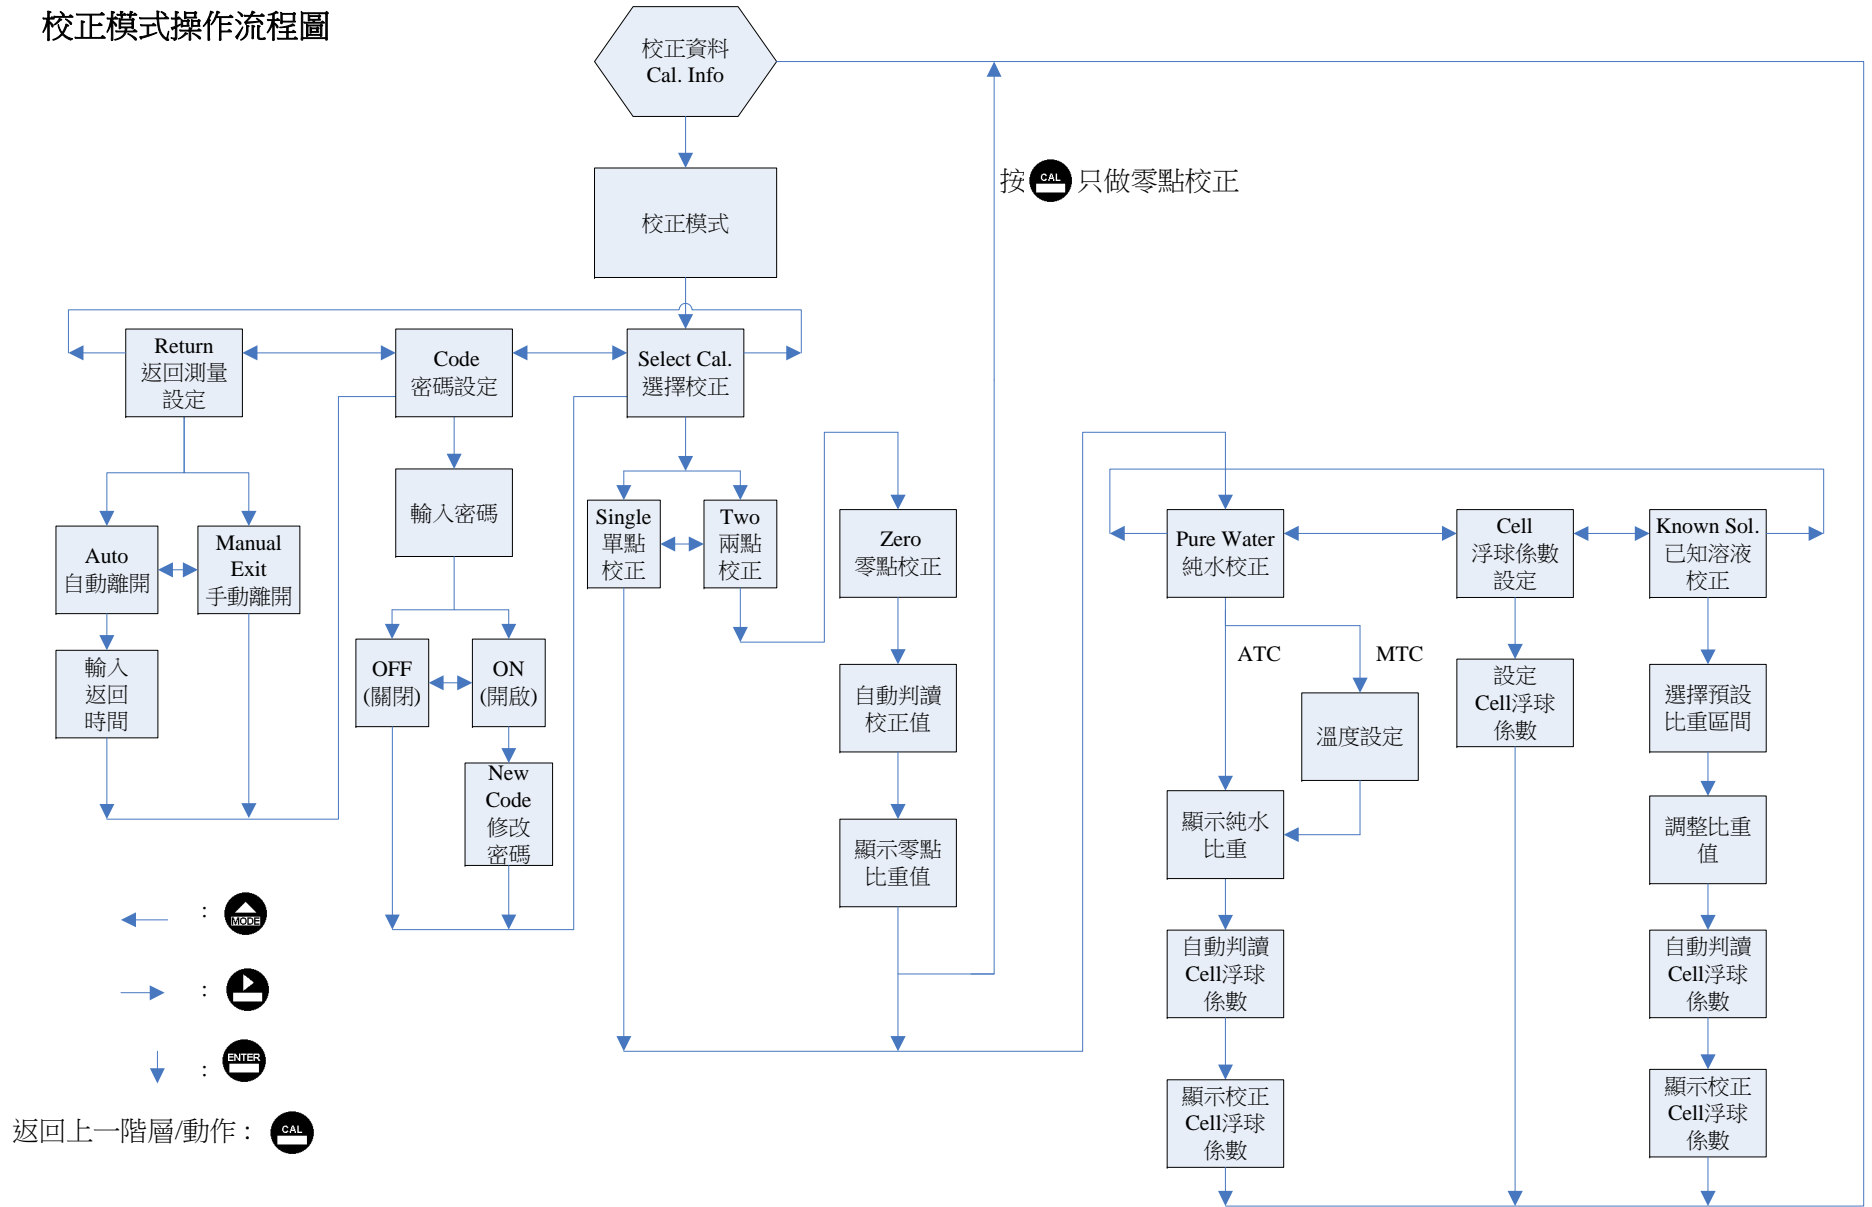 校正模式操作流程圖
校正資料
Cal. Info
按 CAL 只做零點校正
校正模式
Return
返回測量
設定
Code
密碼設定
Select Cal.
選擇校正
Auto
自動離開
Manual
Exit
手動離開
輸入
返回
時間
輸入密碼
OFF
(關閉)
ON
(開啟)
New
Code
修改
密碼
Single
單點
校正
Two
兩點
校正
Zero
零點校正
自動判讀
校正值
顯示零點
比重值
Pure Water
純水校正
ATC
MTC
溫度設定
顯示純水
比重
自動判讀
Cell浮球
係數
顯示校正
Cell浮球
係數
Cell
浮球係數
設定
設定
Cell浮球
係數
Known Sol.
已知溶液
校正
選擇預設
比重區間
調整比重
值
自動判讀
Cell浮球
係數
顯示校正
Cell浮球
係數
: MODE
:
: ENTER
返回上一階層/動作 : CAL